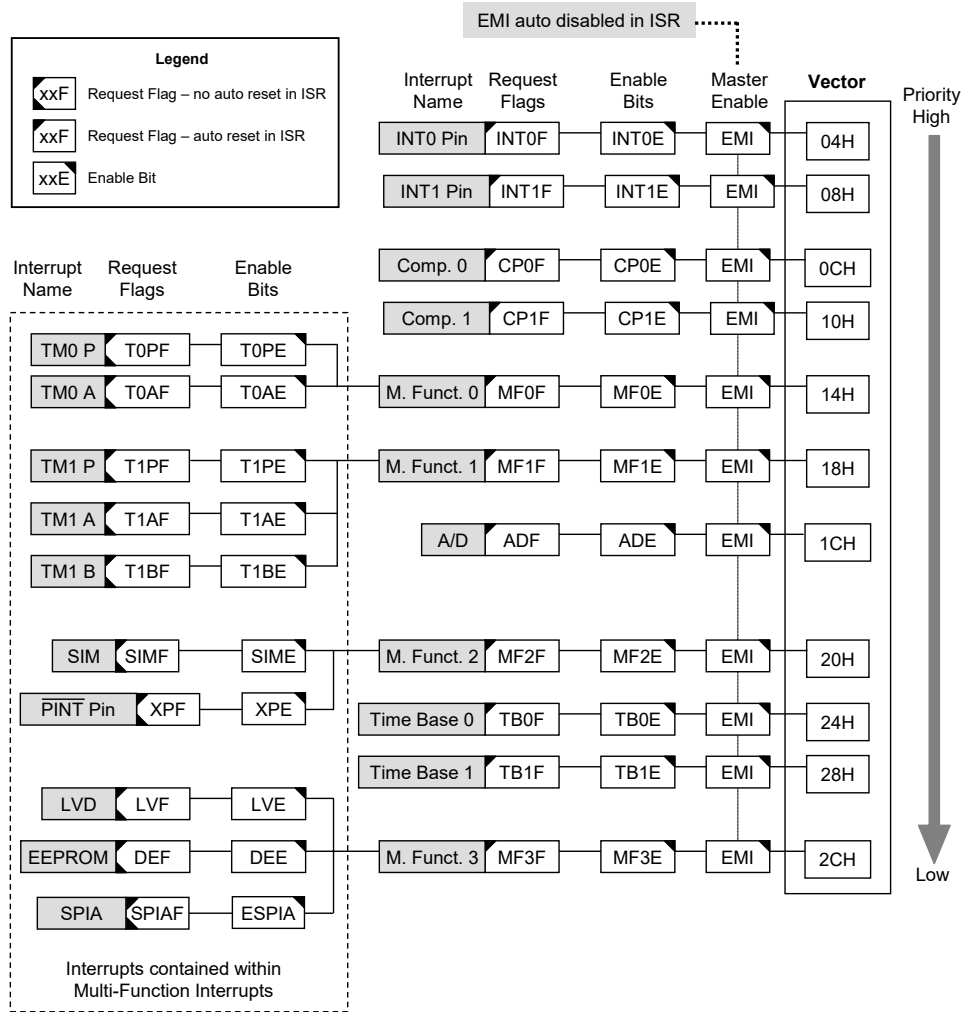 EMI auto disabled in ISR
Legend
xxF Request Flag – no auto reset in ISR
xxF Request Flag – auto reset in ISR
xxE Enable Bit
Interrupt Name Request Flags Enable Bits Master Enable Vector
Priority High
INT0 Pin INT0F INT0E EMI 04H
INT1 Pin INT1F INT1E EMI 08H
Comp. 0 CP0F CP0E EMI 0CH
Comp. 1 CP1F CP1E EMI 10H
Interrupt Name Request Flags Enable Bits
TM0 P T0PF T0PE
TM0 A T0AF T0AE M. Funct. 0 MF0F MF0E EMI 14H
TM1 P T1PF T1PE M. Funct. 1 MF1F MF1E EMI 18H
TM1 A T1AF T1AE
A/D ADF ADE EMI 1CH
TM1 B T1BF T1BE
SIM SIMF SIME M. Funct. 2 MF2F MF2E EMI 20H
PINT Pin XPF XPE
Time Base 0 TB0F TB0E EMI 24H
Time Base 1 TB1F TB1E EMI 28H
LVD LVF LVE
EEPROM DEF DEE M. Funct. 3 MF3F MF3E EMI 2CH
Low
SPIA SPIAF ESPIA
Interrupts contained within
Multi-Function Interrupts